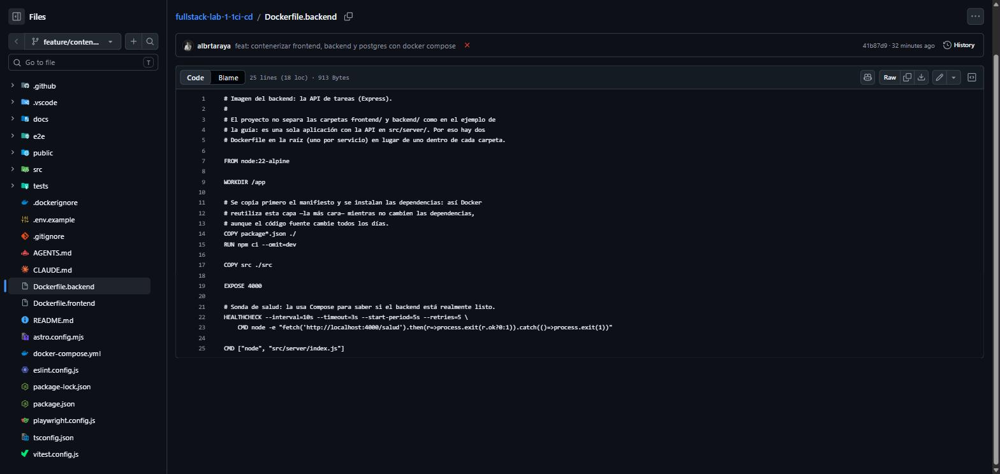 Files
fullstack-lab-1-1ci-cd / Dockerfile.backend
feature/conten...
albrtaraya feat: contenerizar frontend, backend y postgres con docker compose
41b87d9 · 32 minutes ago
History
Go to file
T
Code
Blame
25 lines (18 loc) · 913 Bytes
Raw
.github
.vscode
docs
e2e
public
src
tests
.dockerignore
.env.example
.gitignore
AGENTS.md
CLAUDE.md
Dockerfile.backend
Dockerfile.frontend
README.md
astro.config.mjs
docker-compose.yml
eslint.config.js
package-lock.json
package.json
playwright.config.js
tsconfig.json
vitest.config.js
1 # Imagen del backend: la API de tareas (Express).
2 #
3 # El proyecto no separa las carpetas frontend/ y backend/ como en el ejemplo de
4 # la guía: es una sola aplicación con la API en src/server/. Por eso hay dos
5 # Dockerfile en la raíz (uno por servicio) en lugar de uno dentro de cada carpeta.
6
7 FROM node:22-alpine
8
9 WORKDIR /app
10
11 # Se copia primero el manifiesto y se instalan las dependencias: así Docker
12 # reutiliza esta capa —la más cara— mientras no cambien las dependencias,
13 # aunque el código fuente cambie todos los días.
14 COPY package*.json ./
15 RUN npm ci --omit=dev
16
17 COPY src ./src
18
19 EXPOSE 4000
20
21 # Sonda de salud: la usa Compose para saber si el backend está realmente listo.
22 HEALTHCHECK --interval=10s --timeout=3s --start-period=5s --retries=5 \
23 CMD node -e "fetch('http://localhost:4000/salud').then(r=>process.exit(r.ok?0:1)).catch(()=>process.exit(1))"
24
25 CMD ["node", "src/server/index.js"]